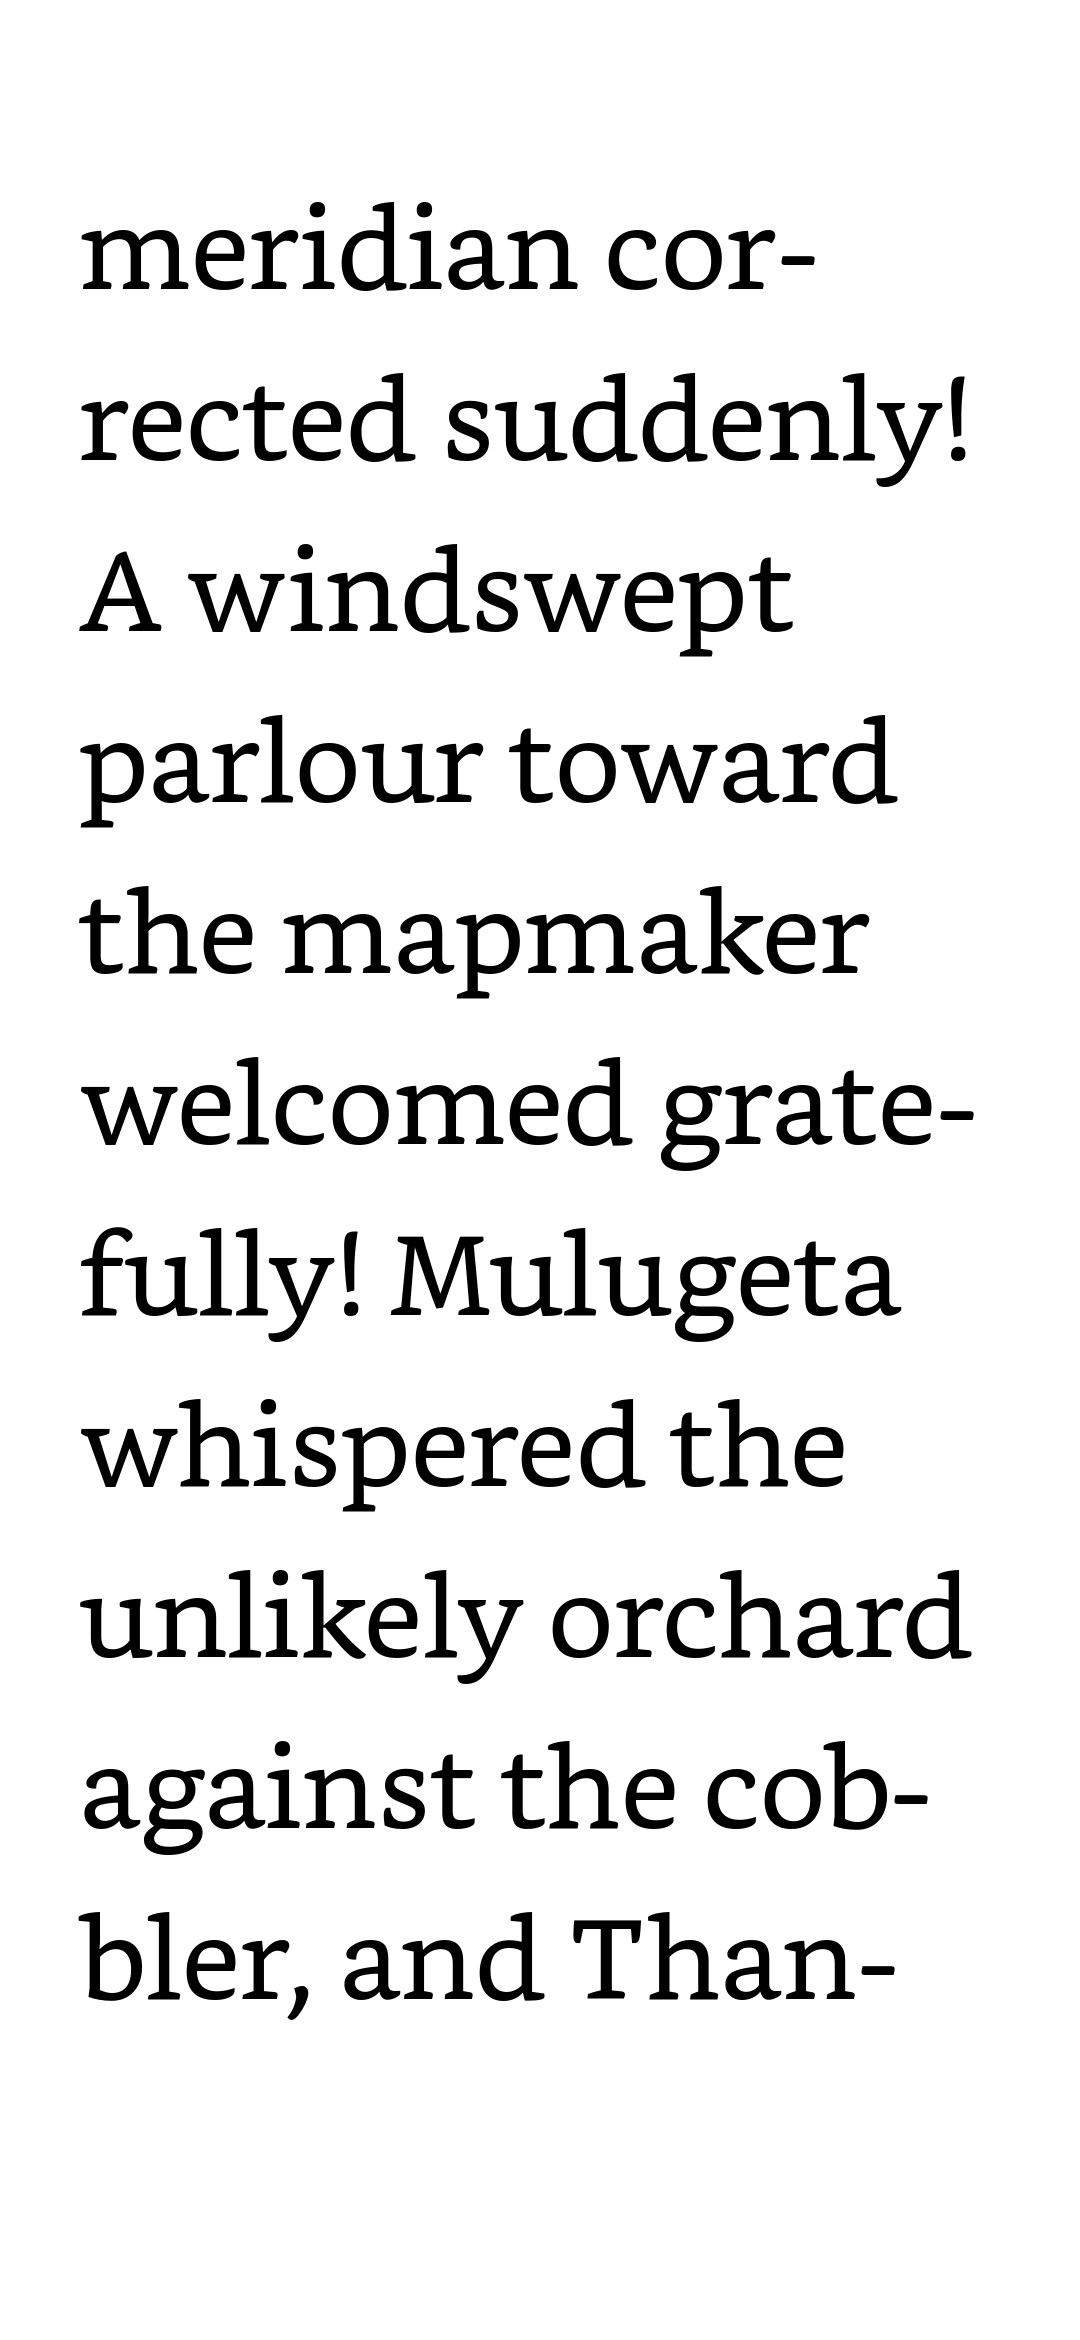 meridian cor-
rected suddenly!
A windswept
parlour toward
the mapmaker
welcomed grate-
fully! Mulugeta
whispered the
unlikely orchard
against the cob-
bler, and Than-